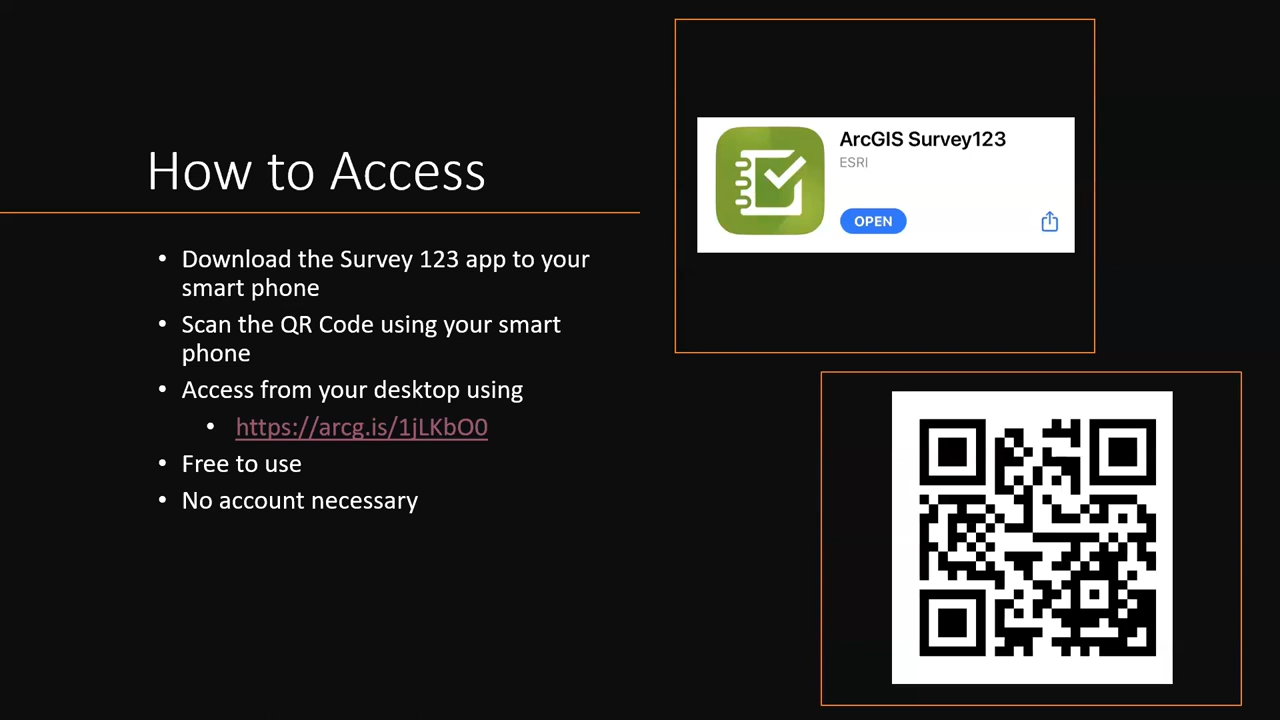 How to Access
• Download the Survey 123 app to your
smart phone
• Scan the QR Code using your smart
phone
• Access from your desktop using
• https://arcg.is/1jLKbO0
• Free to use
• No account necessary
ArcGIS Survey123
ESRI
OPEN